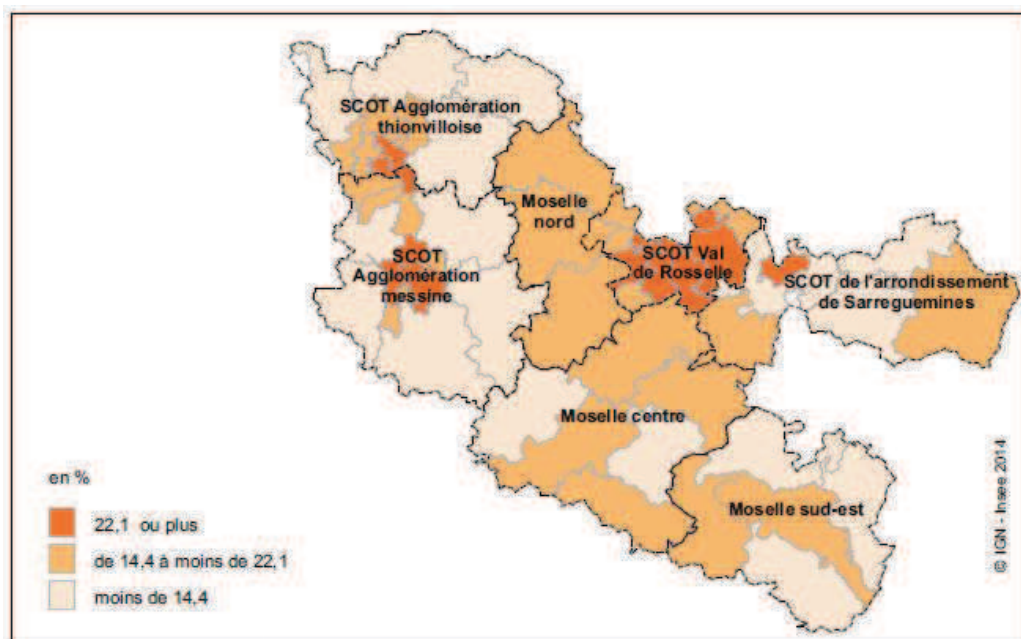 SCOT Agglomération
thionvilloise
Moselle
nord
SCOT
Agglomération
messine
SCOT Val
de Rosselle
SCOT de l'arrondissement
de Sarreguemines
Moselle centre
Moselle sud-est
en %
22,1 ou plus
de 14,4 à moins de 22,1
moins de 14,4
© IGN - Insee 2014